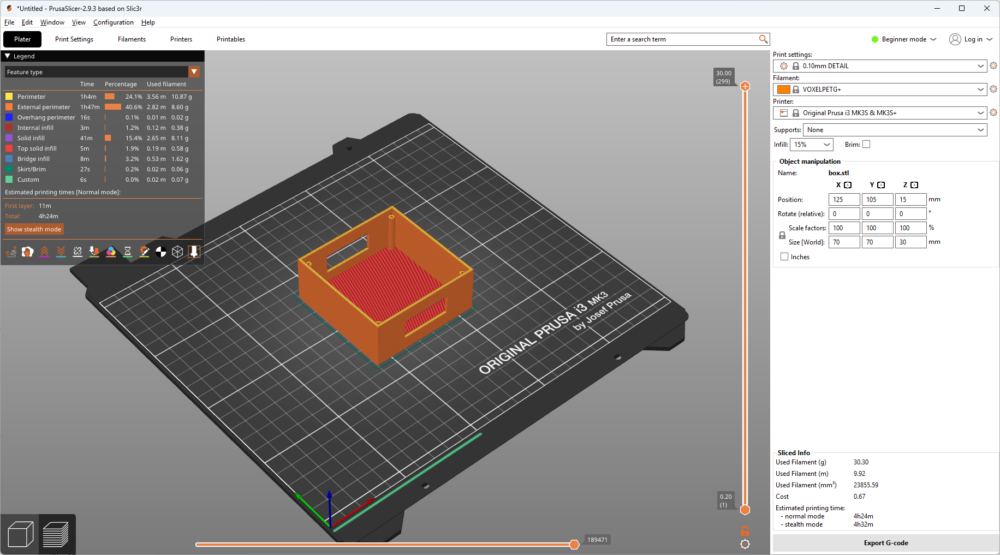 *Untitled - PrusaSlicer-2.9.3 based on Slic3r
File Edit Window View Configuration Help
Plater Print Settings Filaments Printers Printables
Enter a search term
Beginner mode Log in
Legend
Feature type
Time Percentage Used filament
Perimeter 1h4m 24.1% 3.56 m 10.87 g
External perimeter 1h47m 40.6% 2.82 m 8.60 g
Overhang perimeter 16s 0.1% 0.01 m 0.02 g
Internal infill 3m 1.2% 0.12 m 0.38 g
Solid infill 41m 15.4% 2.65 m 8.11 g
Top solid infill 5m 1.9% 0.19 m 0.58 g
Bridge infill 8m 3.2% 0.53 m 1.62 g
Skirt/Brim 27s 0.2% 0.02 m 0.06 g
Custom 6s 0.0% 0.02 m 0.07 g
Estimated printing times [Normal mode]:
First layer: 11m
Total: 4h24m
Show stealth mode
30.00
(299)
ORIGINAL PRUSA i3 MK3
by Josef Prusa
0.20
(1)
189471
Print settings:
0.10mm DETAIL
Filament:
VOXELPETG+
Printer:
Original Prusa i3 MK3S & MK3S+
Supports: None
Infill: 15% Brim:
Object manipulation
Name: box.stl
X Y Z
Position: 125 105 15 mm
Rotate (relative): 0 0 0 °
Scale factors: 100 100 100 %
Size [World]: 70 70 30 mm
Inches
Sliced Info
Used Filament (g) 30.30
Used Filament (m) 9.92
Used Filament (mm³) 23855.59
Cost 0.67
Estimated printing time:
- normal mode 4h24m
- stealth mode 4h32m
Export G-code